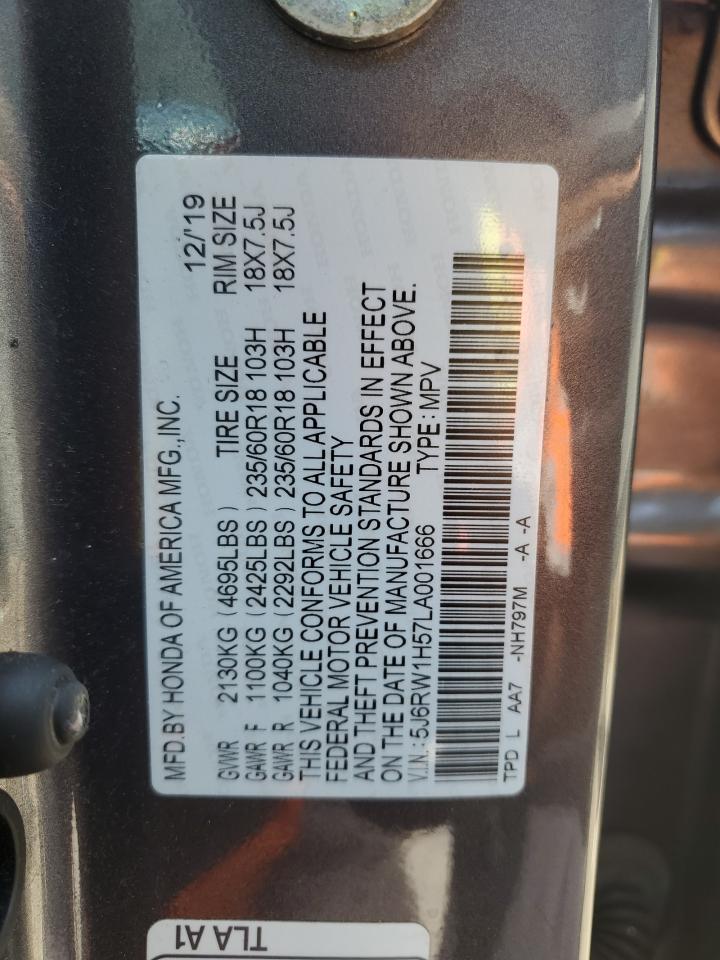 MFD.BY HONDA OF AMERICA MFG.,INC. 12/'19
GVWR 2130KG (4695LBS) TIRE SIZE RIM SIZE
GAWR F 1100KG (2425LBS) 235/60R18 103H 18X7.5J
GAWR R 1040KG (2292LBS) 235/60R18 103H 18X7.5J
THIS VEHICLE CONFORMS TO ALL APPLICABLE
FEDERAL MOTOR VEHICLE SAFETY
AND THEFT PREVENTION STANDARDS IN EFFECT
ON THE DATE OF MANUFACTURE SHOWN ABOVE.
V.I.N.:5J6RW1H57LA001666 TYPE:MPV
TPD L AA7 -NH797M -A -A
TLA A1